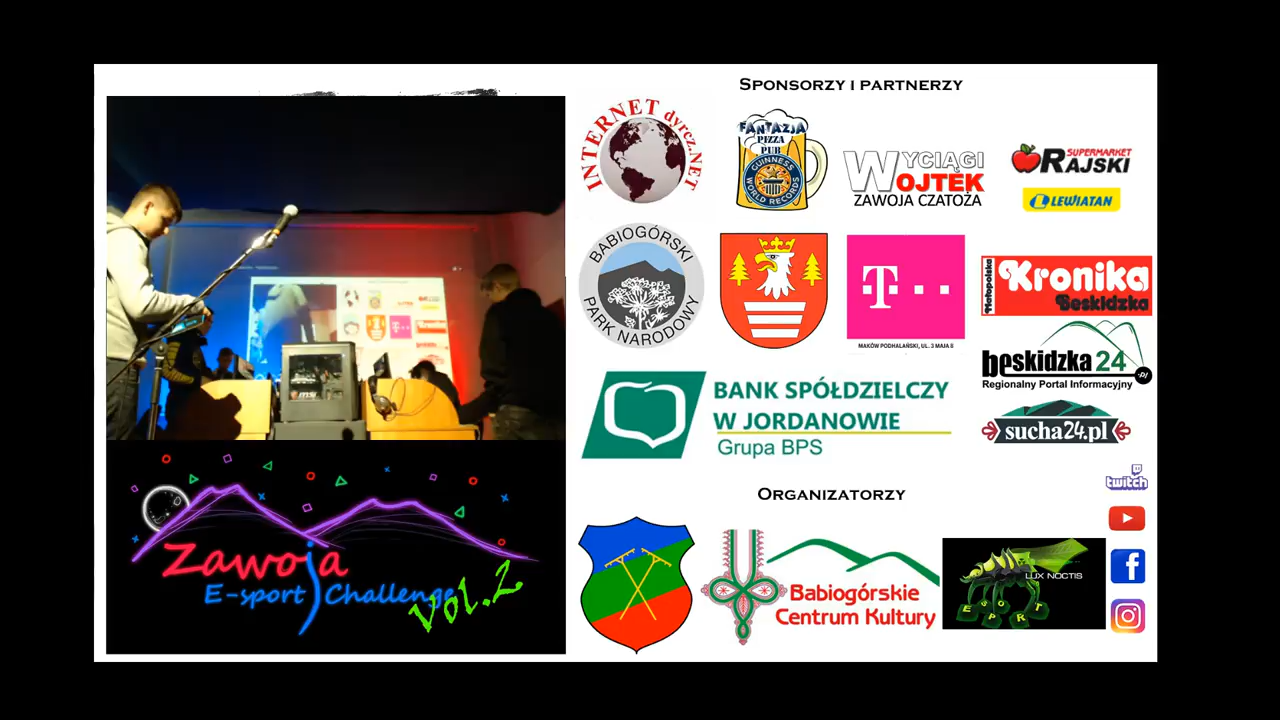 SPONSORZY I PARTNERZY
INTERNET dyrcz.NET
FANTAZJA
PIZZA
PUB
GUINNESS
WORLD RECORDS
WYCIĄGI
WOJTEK
ZAWOJA CZATOŻA
SUPERMARKET
RAJSKI
LEWIATAN
BABIOGÓRSKI
PARK NARODOWY
T
MAKÓW PODHALAŃSKI, UL. 3 MAJA 8
Małopolska
Kronika
Beskidzka
beskidzka24
.pl
Regionalny Portal Informacyjny
BANK SPÓŁDZIELCZY
W JORDANOWIE
Grupa BPS
sucha24.pl
twitch
msi
Zawoja
E-sport Challenge
Vol.2
ORGANIZATORZY
Babiogórskie
Centrum Kultury
LUX NOCTIS
ESPORT